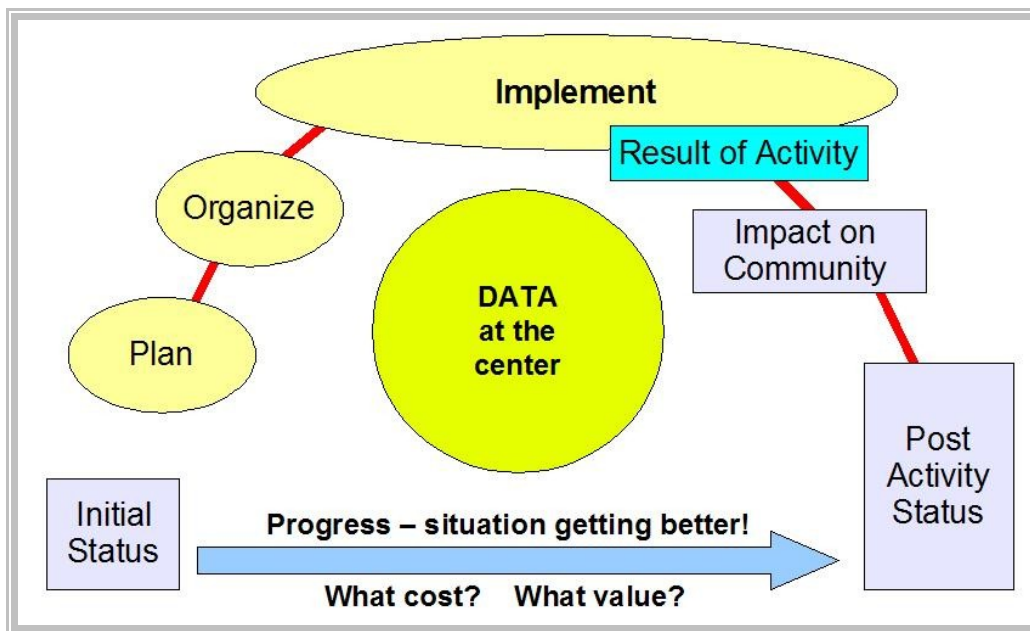 Implement
Result of Activity
Organize
Impact on
Community
DATA
at the
center
Plan
Post
Activity
Status
Initial
Status
Progress – situation getting better!
What cost? What value?